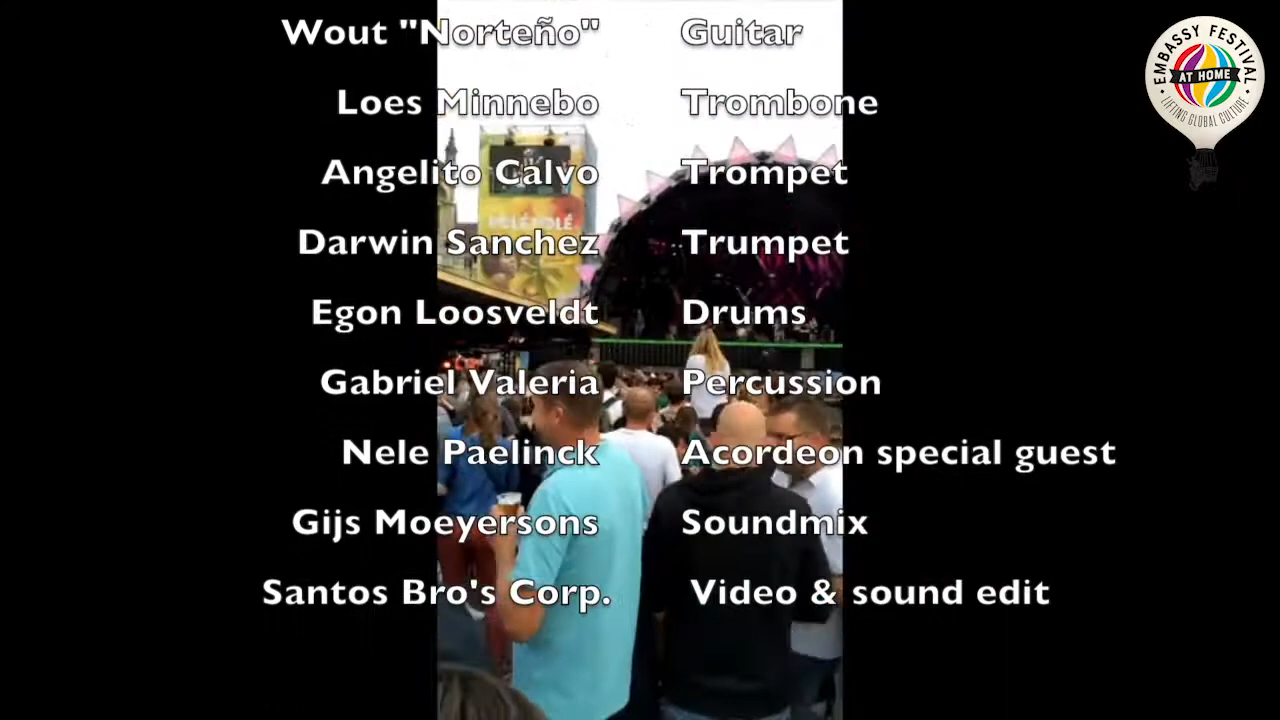 Wout "Norteño" Guitar
Loes Minnebo Trombone
Angelito Calvo Trompet
Darwin Sanchez Trumpet
Egon Loosveldt Drums
Gabriel Valeria Percussion
Nele Paelinck Acordeon special guest
Gijs Moeyersons Soundmix
Santos Bro's Corp. Video & sound edit
EMBASSY FESTIVAL
AT HOME
• LIFTING GLOBAL CULTURE •